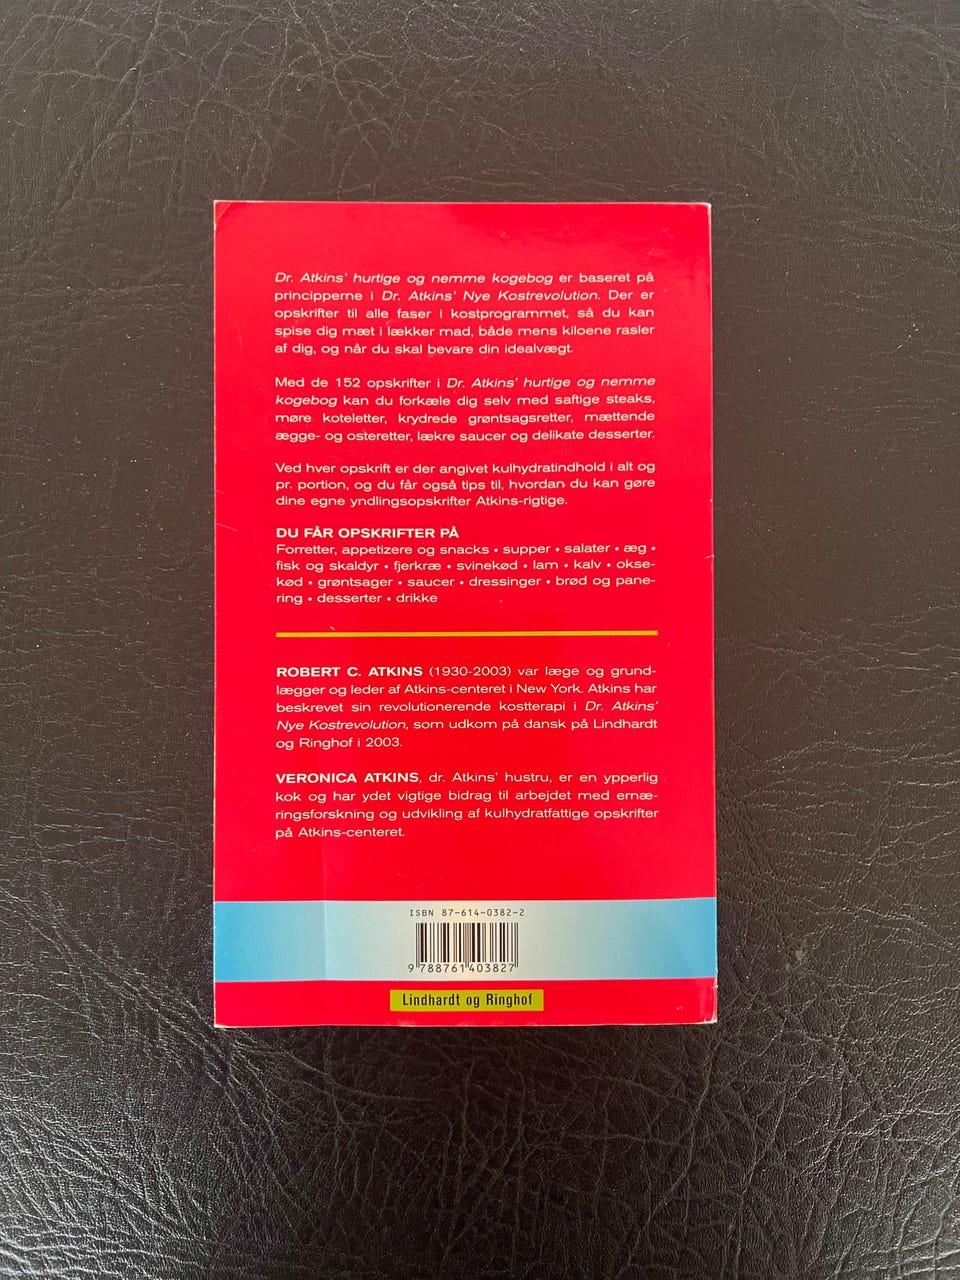 Dr. Atkins' hurtige og nemme kogebog er baseret på
principperne i Dr. Atkins' Nye Kostrevolution. Der er
opskrifter til alle faser i kostprogrammet, så du kan
spise dig mæt i lækker mad, både mens kiloene rasler
af dig, og når du skal bevare din idealvægt.
Med de 152 opskrifter i Dr. Atkins' hurtige og nemme
kogebog kan du forkæle dig selv med saftige steaks,
møre koteletter, krydrede grøntsagsretter, mættende
ægge- og osteretter, lækre saucer og delikate desserter.
Ved hver opskrift er der angivet kulhydratindhold i alt og
pr. portion, og du får også tips til, hvordan du kan gøre
dine egne yndlingsopskrifter Atkins-rigtige.
DU FÅR OPSKRIFTER PÅ
Forretter, appetizere og snacks • supper • salater • æg •
fisk og skaldyr • fjerkræ • svinekød • lam • kalv • okse-
kød • grøntsager • saucer • dressinger • brød og pane-
ring • desserter • drikke
ROBERT C. ATKINS (1930-2003) var læge og grund-
lægger og leder af Atkins-centeret i New York. Atkins har
beskrevet sin revolutionerende kostterapi i Dr. Atkins'
Nye Kostrevolution, som udkom på dansk på Lindhardt
og Ringhof i 2003.
VERONICA ATKINS, dr. Atkins' hustru, er en ypperlig
kok og har ydet vigtige bidrag til arbejdet med ernæ-
ringsforskning og udvikling af kulhydratfattige opskrifter
på Atkins-centeret.
ISBN 87-614-0382-2
9 788761 403827
Lindhardt og Ringhof